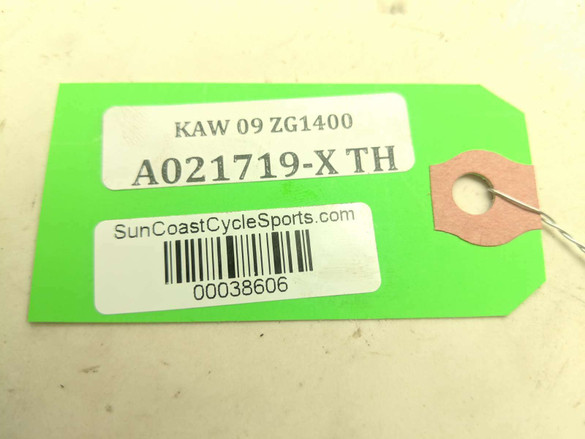 KAW 09 ZG1400
A021719-X TH
SunCoastCycleSports.com
00038606